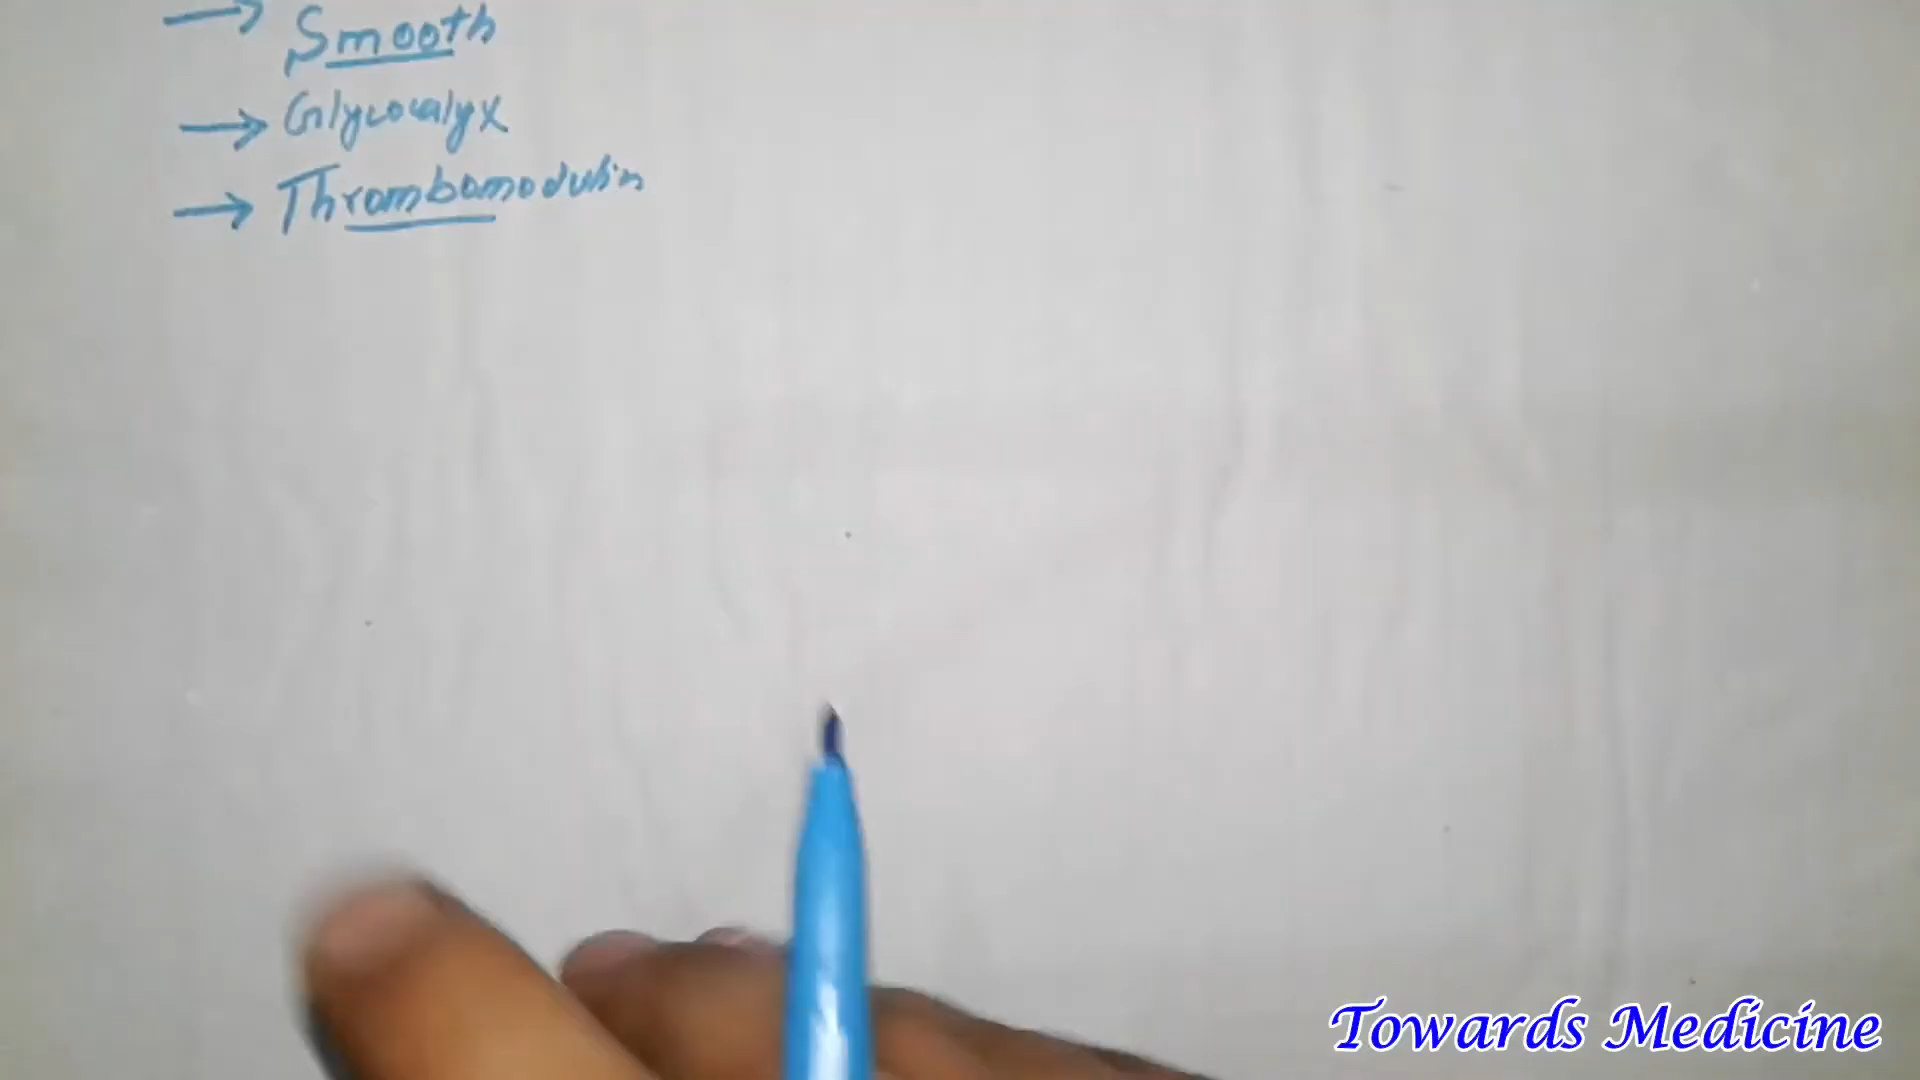 → Smooth
→ Glycocalyx
→ Thrombomodulin
Towards Medicine